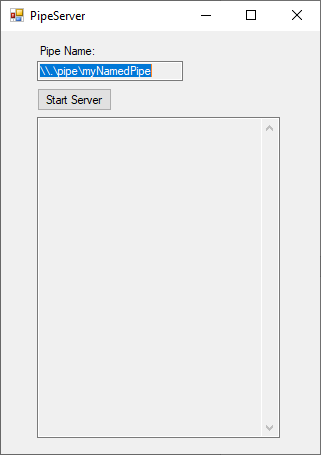 PipeServer
Pipe Name:
\\.\pipe\myNamedPipe
Start Server